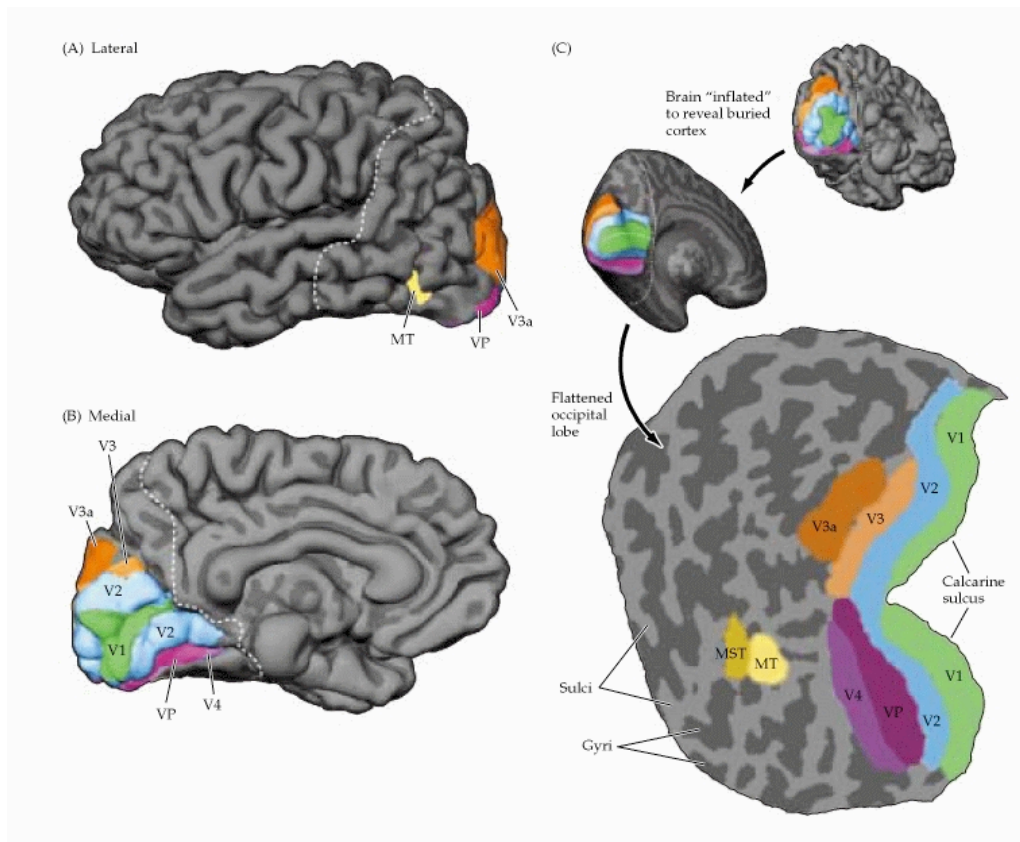 (A) Lateral
MT
VP
V3a
(B) Medial
V3
V3a
V2
V2
V1
VP
V4
(C)
Brain “inflated”
to reveal buried
cortex
Flattened
occipital
lobe
V1
V2
V3
V3a
Calcarine
sulcus
MST
MT
V1
V4
VP
V2
Sulci
Gyri